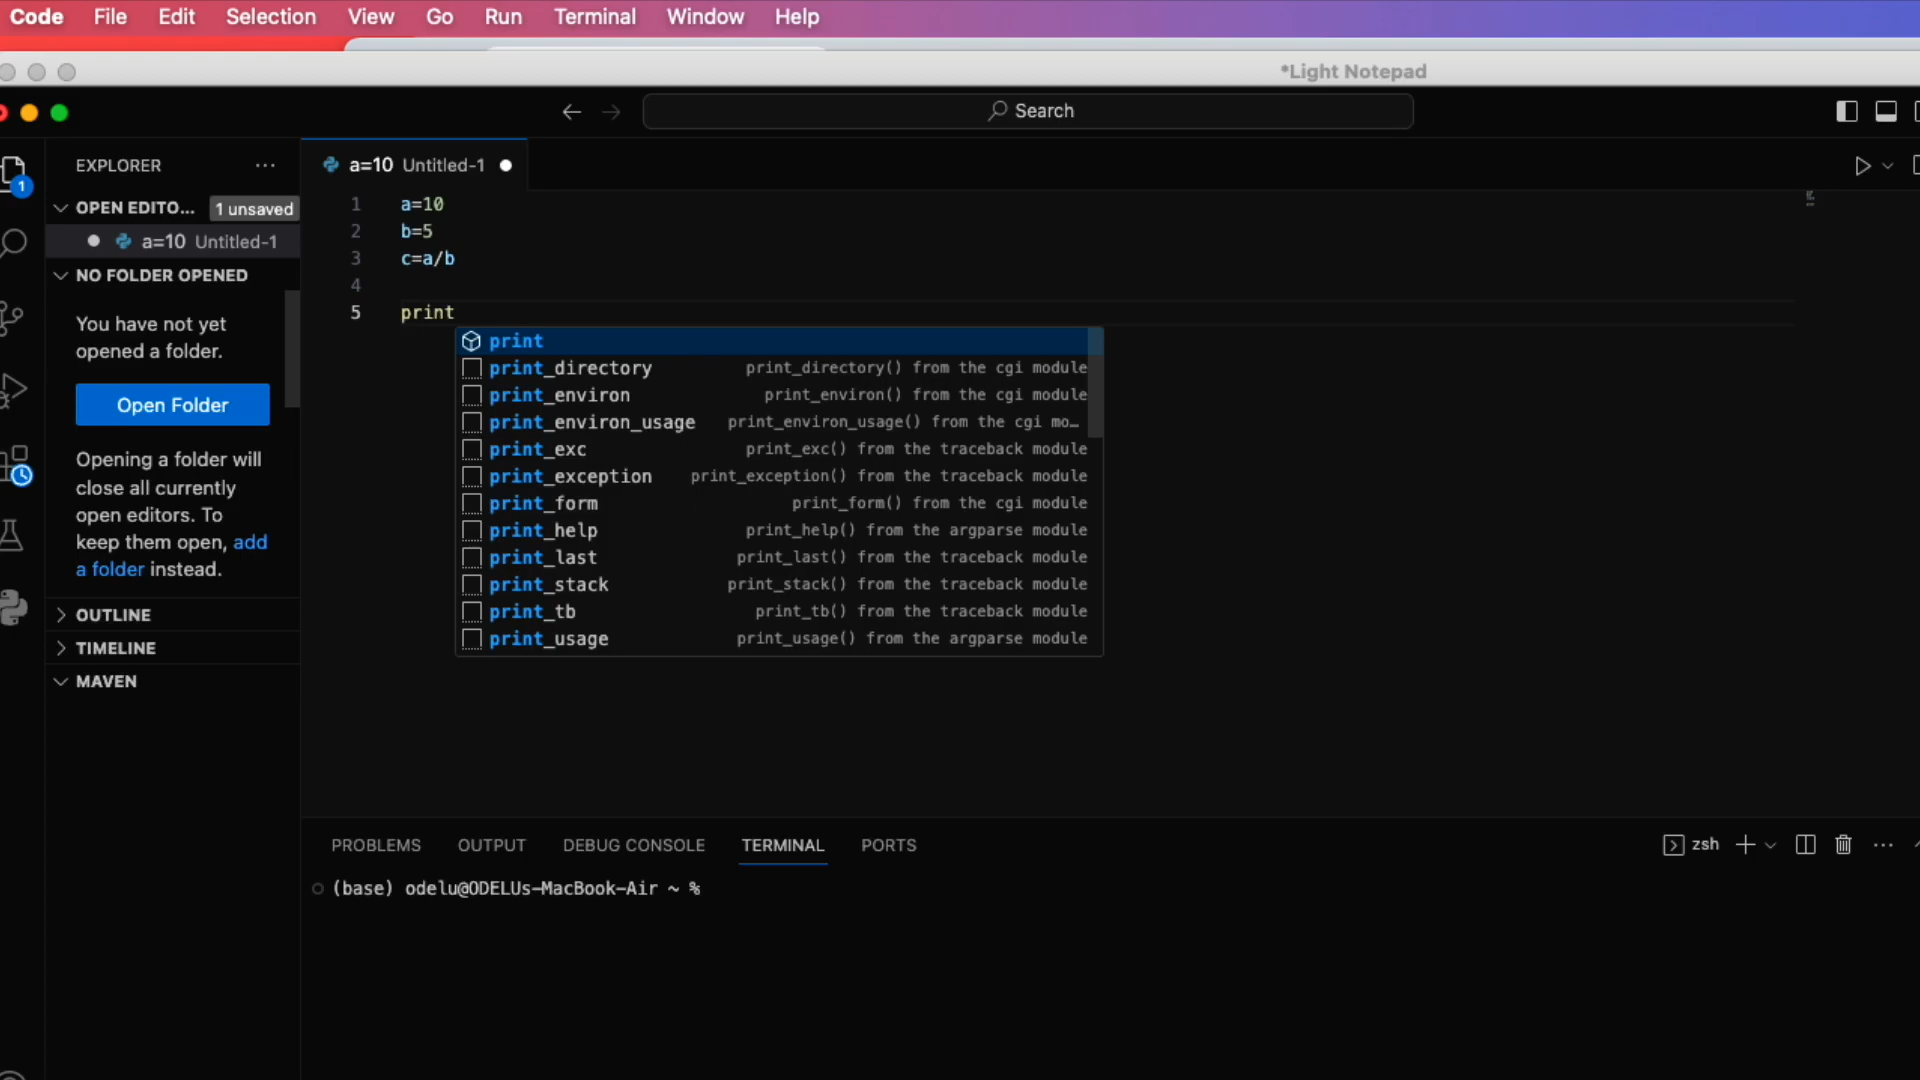 Code File Edit Selection View Go Run Terminal Window Help
*Light Notepad
Search
EXPLORER
a=10 Untitled-1
1
OPEN EDITO... 1 unsaved
a=10 Untitled-1
NO FOLDER OPENED
You have not yet
opened a folder.
Open Folder
Opening a folder will
close all currently
open editors. To
keep them open, add
a folder instead.
OUTLINE
TIMELINE
MAVEN
1 a=10
2 b=5
3 c=a/b
4
5 print
print
print_directory print_directory() from the cgi module
print_environ print_environ() from the cgi module
print_environ_usage print_environ_usage() from the cgi mo…
print_exc print_exc() from the traceback module
print_exception print_exception() from the traceback module
print_form print_form() from the cgi module
print_help print_help() from the argparse module
print_last print_last() from the traceback module
print_stack print_stack() from the traceback module
print_tb print_tb() from the traceback module
print_usage print_usage() from the argparse module
PROBLEMS OUTPUT DEBUG CONSOLE TERMINAL PORTS
zsh
(base) odelu@ODELUs-MacBook-Air ~ %